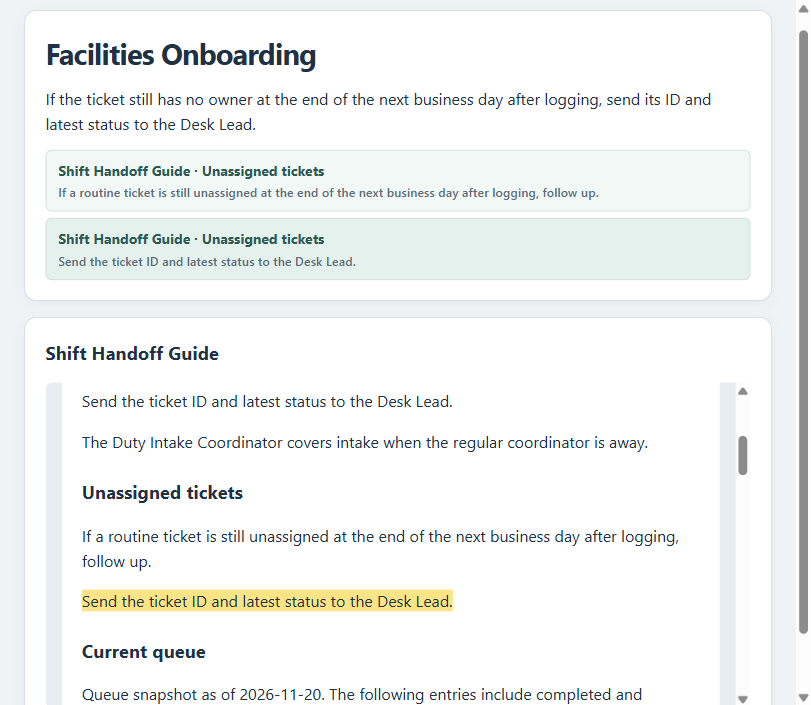 Facilities Onboarding
If the ticket still has no owner at the end of the next business day after logging, send its ID and
latest status to the Desk Lead.
Shift Handoff Guide · Unassigned tickets
If a routine ticket is still unassigned at the end of the next business day after logging, follow up.
Shift Handoff Guide · Unassigned tickets
Send the ticket ID and latest status to the Desk Lead.
Shift Handoff Guide
Send the ticket ID and latest status to the Desk Lead.
The Duty Intake Coordinator covers intake when the regular coordinator is away.
Unassigned tickets
If a routine ticket is still unassigned at the end of the next business day after logging,
follow up.
Send the ticket ID and latest status to the Desk Lead.
Current queue
Queue snapshot as of 2026-11-20. The following entries include completed and